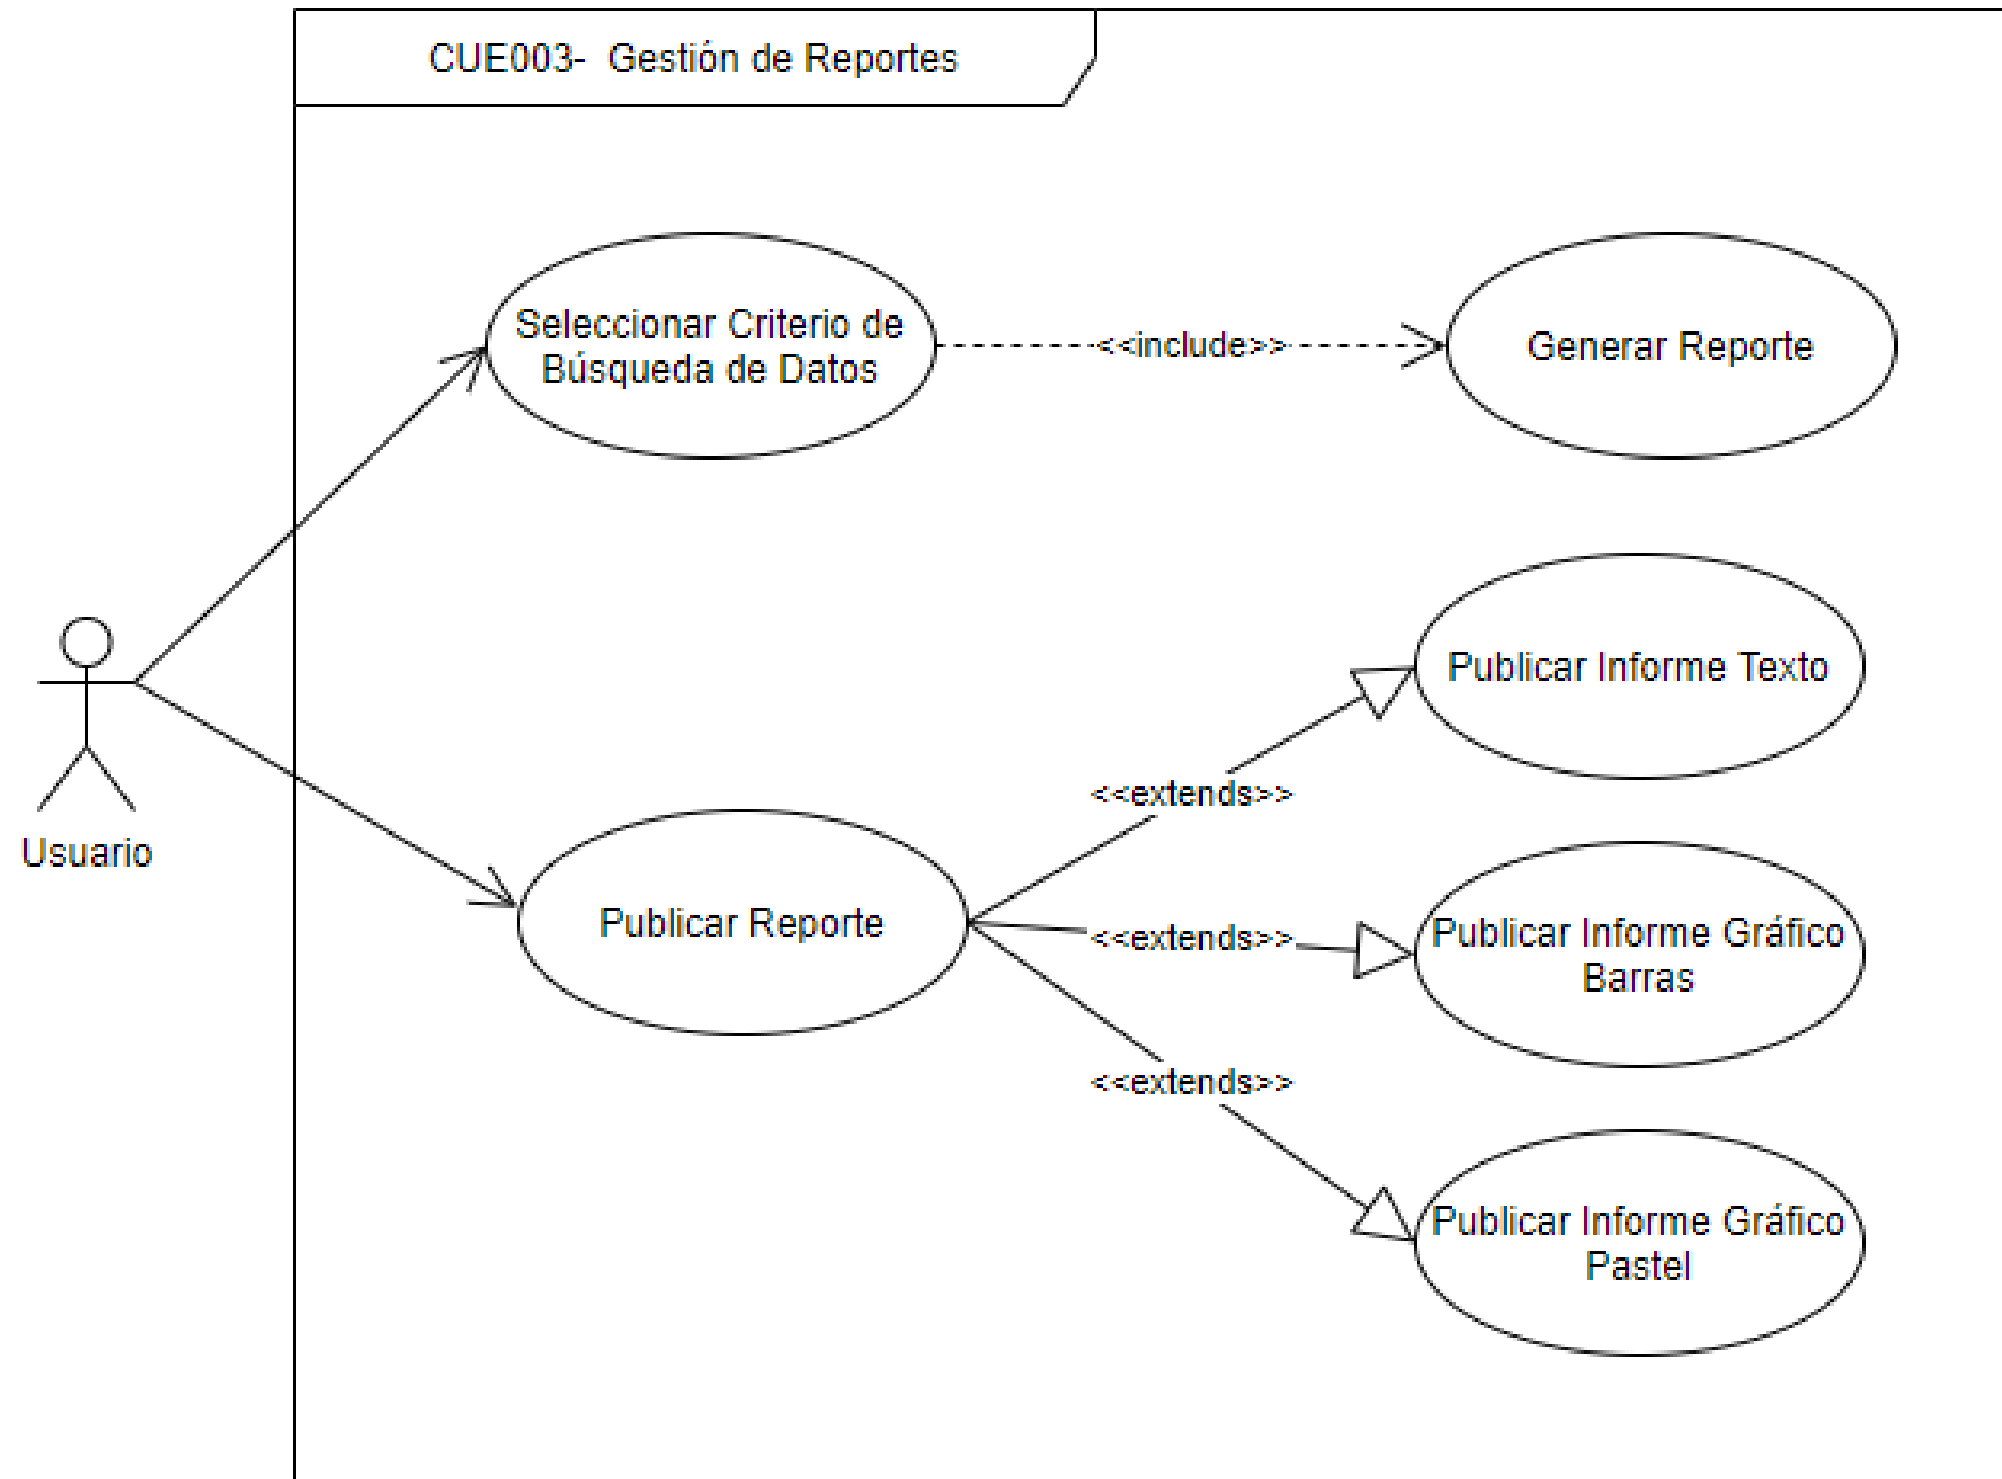 CUE003- Gestión de Reportes
Seleccionar Criterio de
Búsqueda de Datos
<<include>>
Generar Reporte
Usuario
Publicar Reporte
<<extends>>
Publicar Informe Texto
<<extends>>
Publicar Informe Gráfico
Barras
<<extends>>
Publicar Informe Gráfico
Pastel